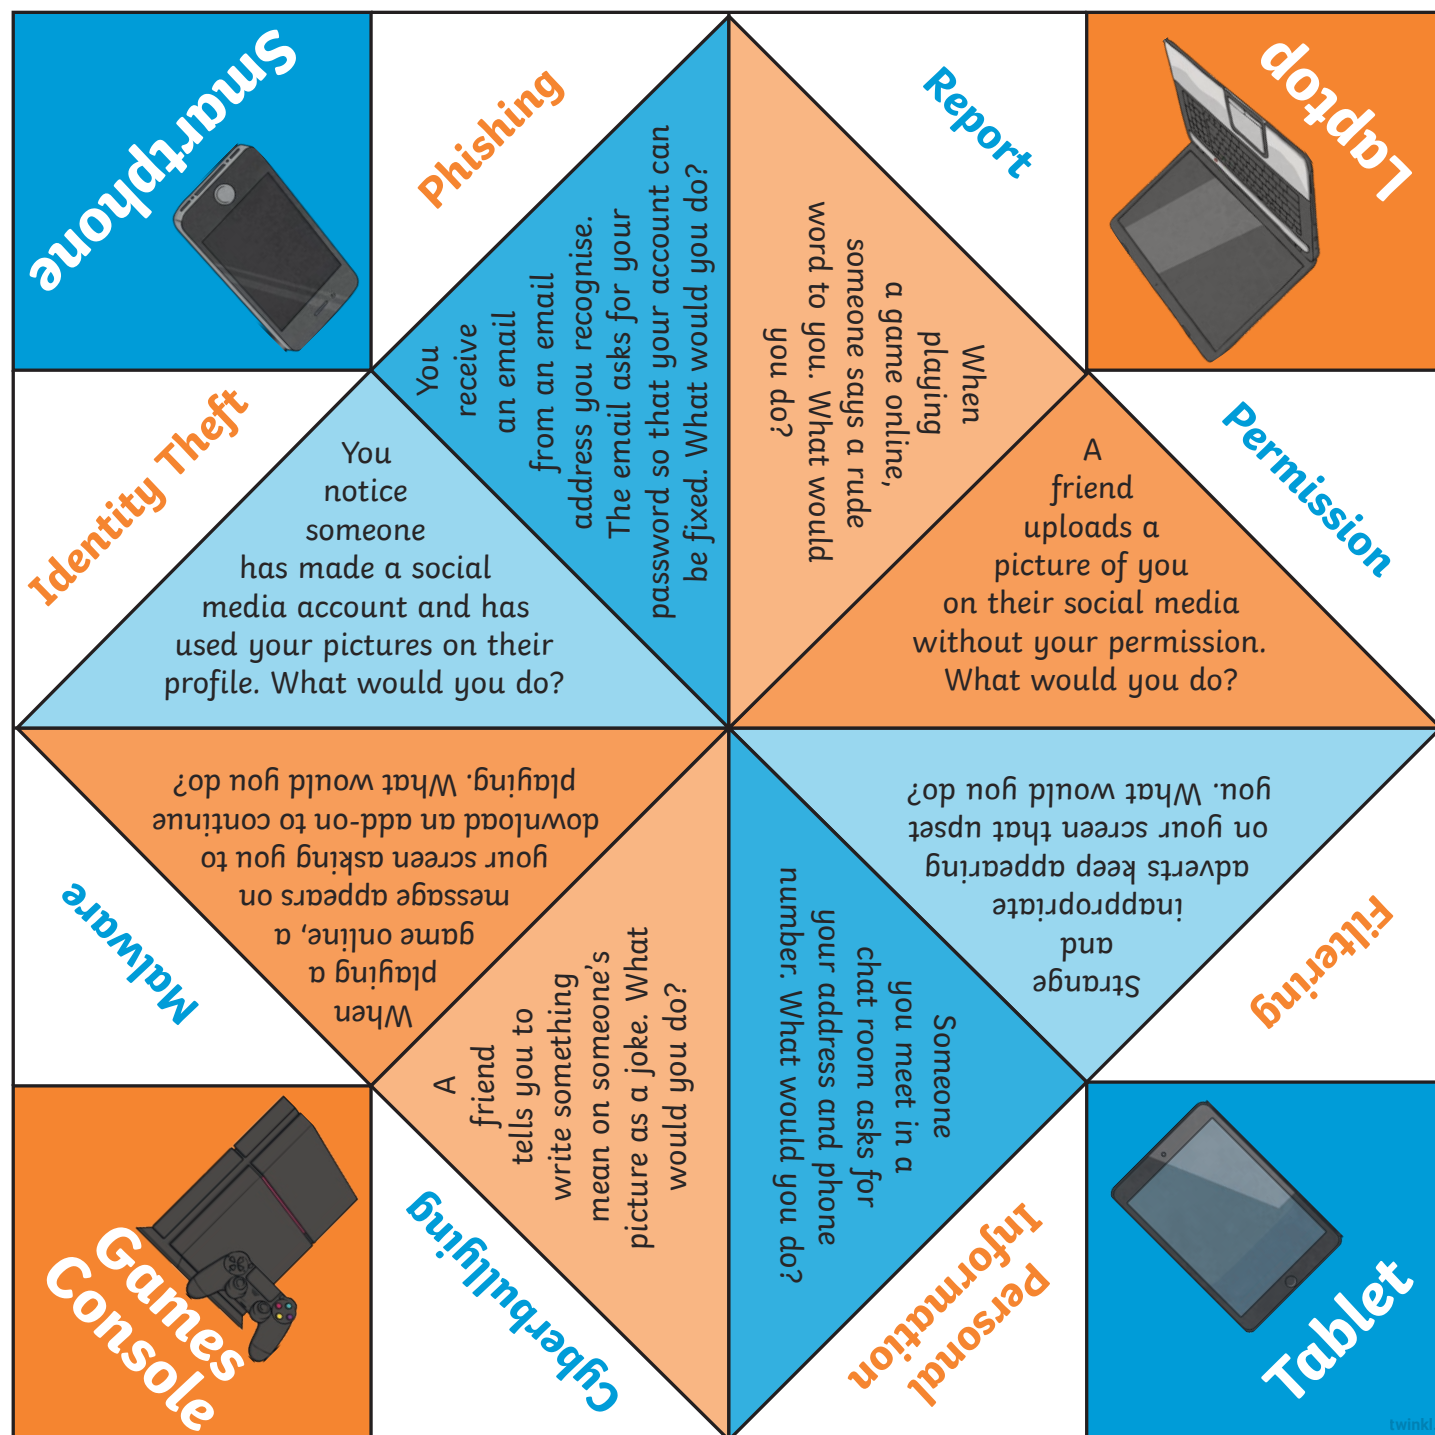 Smartphone
Phishing
Report
Laptop
You
receive
an email
from an email
address you recognise.
The email asks for your
password so that your account can
be fixed. What would you do?
When
playing
a game online,
someone says a rude
word to you. What would
you do?
Identity Theft
You
notice
someone
has made a social
media account and has
used your pictures on their
profile. What would you do?
A
friend
uploads a
picture of you
on their social media
without your permission.
What would you do?
Permission
Malware
When
playing a
game online, a
message appears on
your screen asking you to
download an add-on to continue
playing. What would you do?
Strange
and
inappropriate
adverts keep appearing
on your screen that upset
you. What would you do?
Filtering
A
friend
tells you to
write something
mean on someone's
picture as a joke. What
would you do?
Someone
you meet in a
chat room asks for
your address and phone
number. What would you do?
Games
Console
Cyberbullying
Personal
Information
Tablet
twinkl